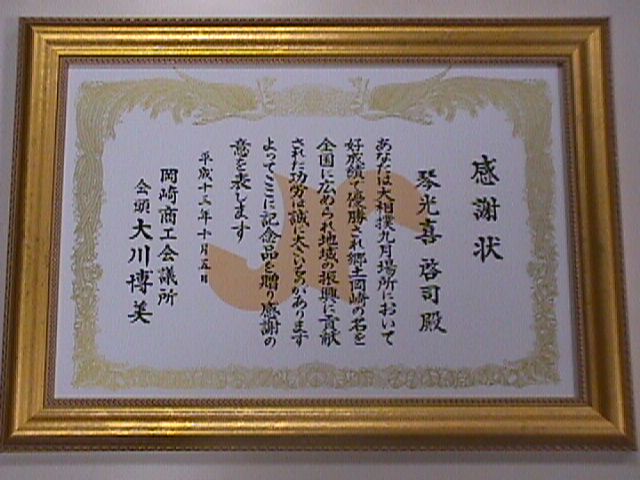 感謝状
琴光喜 啓司 殿
あなたは大相撲九月場所において
好成績で優勝され郷土岡崎の名を
全国に広められ地域の振興に貢献
された功労は誠に大きいものがあります
よってここに記念品を贈り感謝の
意を表します
平成十三年十月五日
岡崎商工会議所
会頭 大川博美